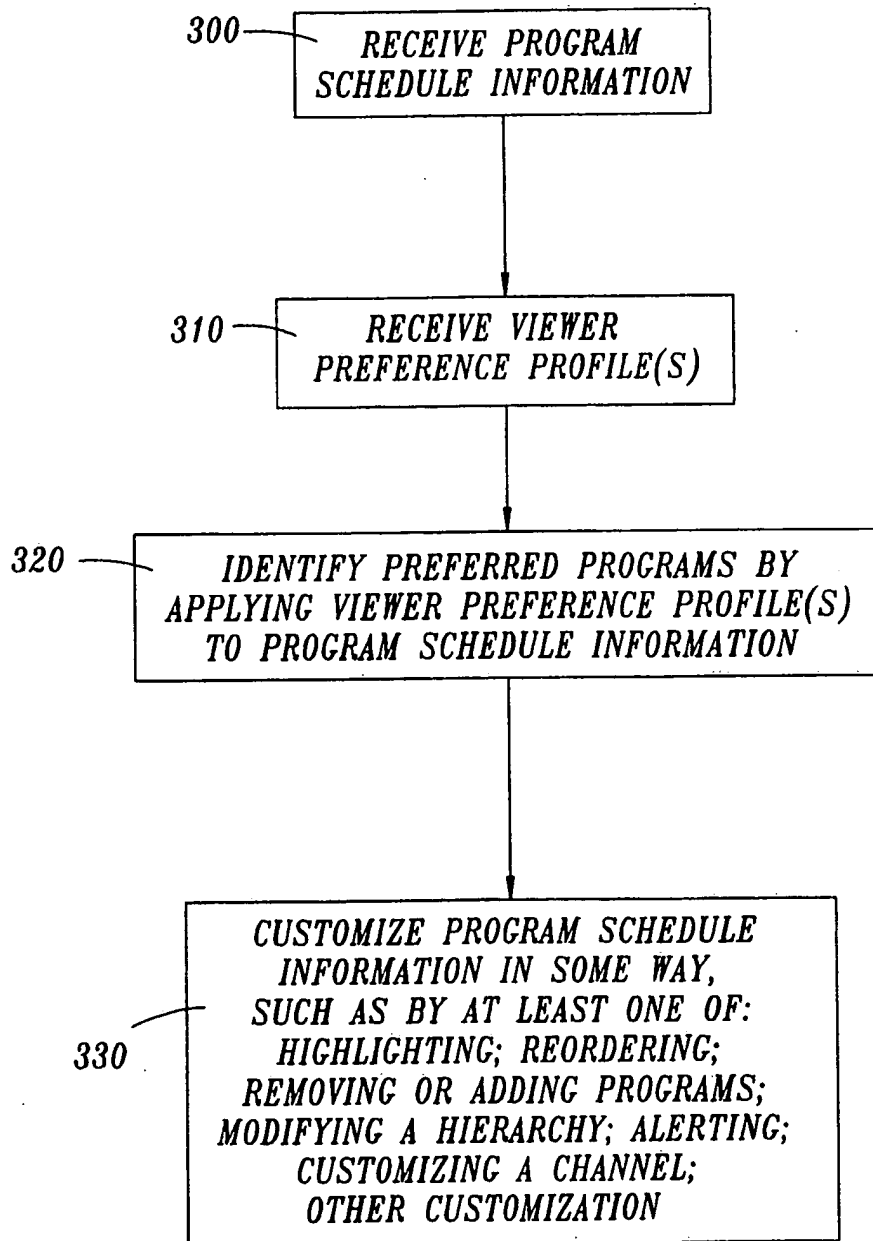 300
RECEIVE PROGRAM
SCHEDULE INFORMATION
310
RECEIVE VIEWER
PREFERENCE PROFILE(S)
320
IDENTIFY PREFERRED PROGRAMS BY
APPLYING VIEWER PREFERENCE PROFILE(S)
TO PROGRAM SCHEDULE INFORMATION
330
CUSTOMIZE PROGRAM SCHEDULE
INFORMATION IN SOME WAY,
SUCH AS BY AT LEAST ONE OF:
HIGHLIGHTING; REORDERING;
REMOVING OR ADDING PROGRAMS;
MODIFYING A HIERARCHY; ALERTING;
CUSTOMIZING A CHANNEL;
OTHER CUSTOMIZATION